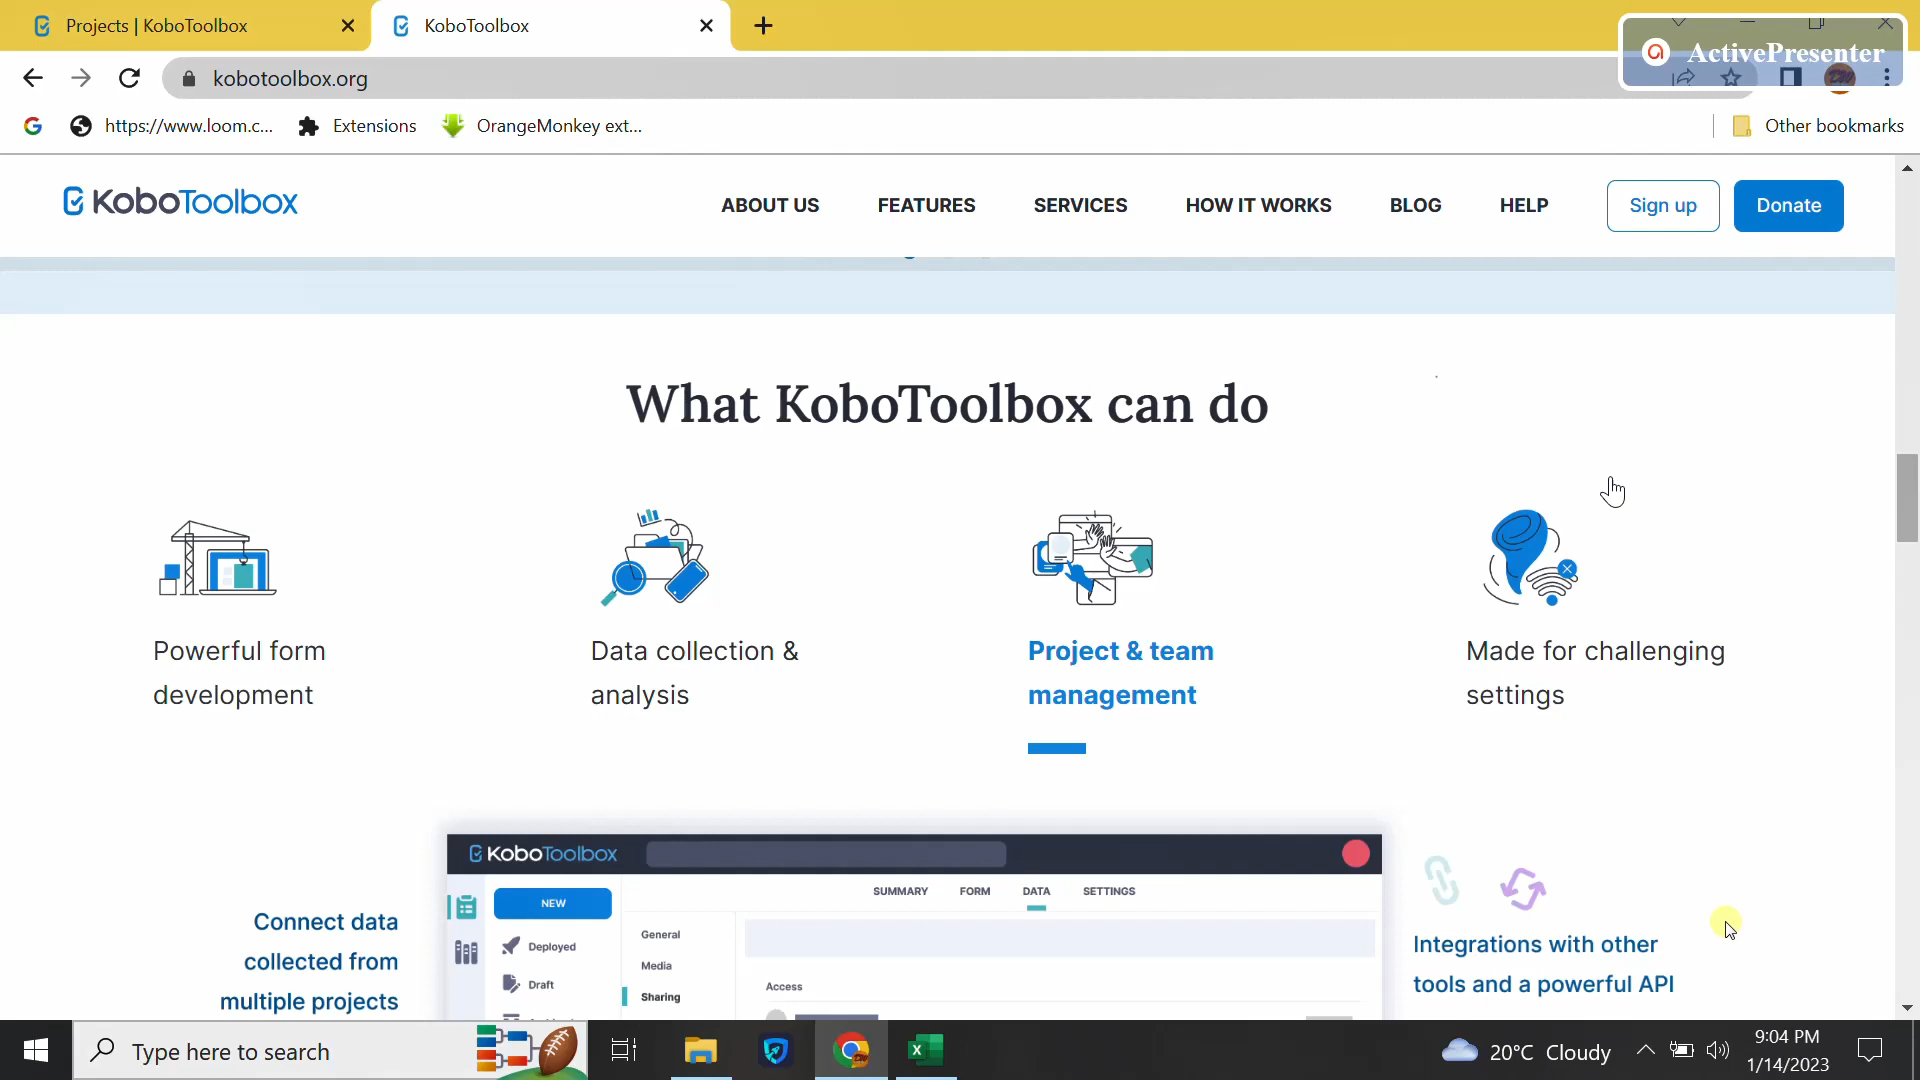 Projects | KoboToolbox
KoboToolbox
ActivePresenter
kobotoolbox.org
https://www.loom.c...
Extensions
OrangeMonkey ext...
Other bookmarks
KoboToolbox
ABOUT US
FEATURES
SERVICES
HOW IT WORKS
BLOG
HELP
Sign up
Donate
What KoboToolbox can do
Powerful form
development
Data collection &
analysis
Project & team
management
Made for challenging
settings
Connect data
collected from
multiple projects
KoboToolbox
SUMMARY
FORM
DATA
SETTINGS
NEW
Deployed
Draft
General
Media
Sharing
Access
Integrations with other
tools and a powerful API
Type here to search
20°C Cloudy
9:04 PM
1/14/2023